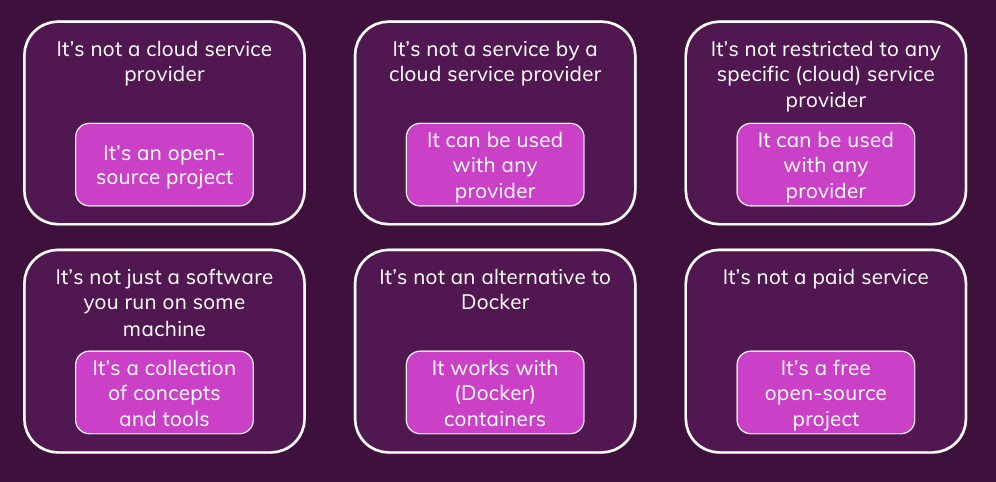 It’s not a cloud service
provider
It’s an open-
source project
It’s not a service by a
cloud service provider
It can be used
with any
provider
It’s not restricted to any
specific (cloud) service
provider
It can be used
with any
provider
It’s not just a software
you run on some
machine
It’s a collection
of concepts
and tools
It’s not an alternative to
Docker
It works with
(Docker)
containers
It’s not a paid service
It’s a free
open-source
project